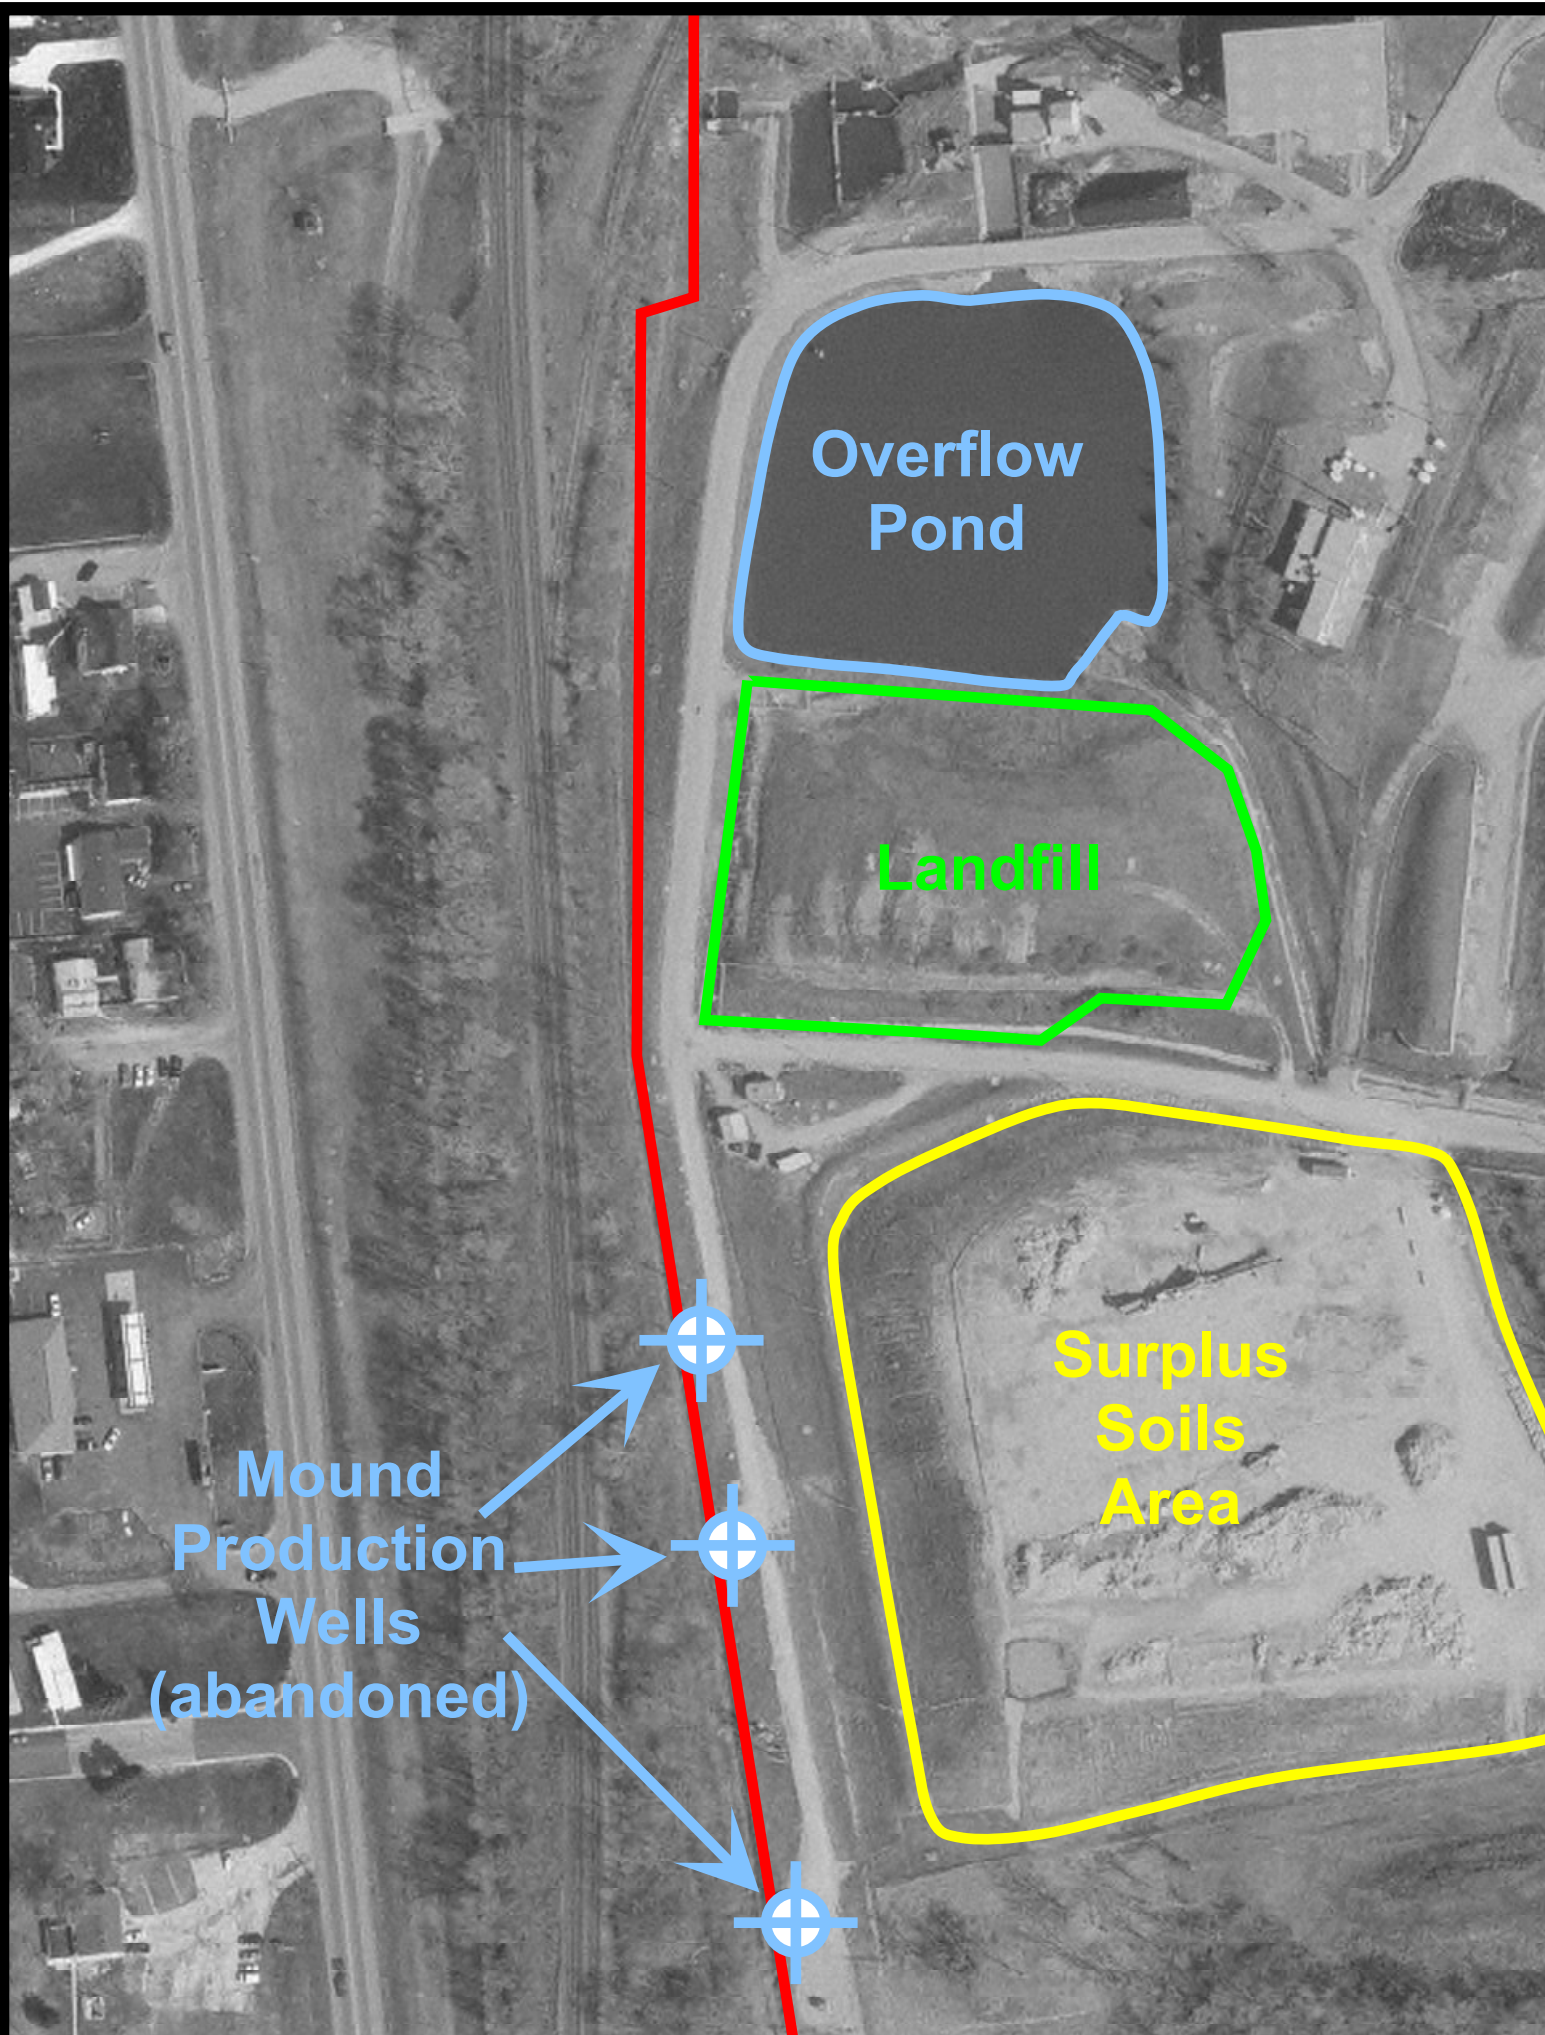 Overflow
Pond
Landfill
Surplus
Soils
Area
Mound
Production
Wells
(abandoned)